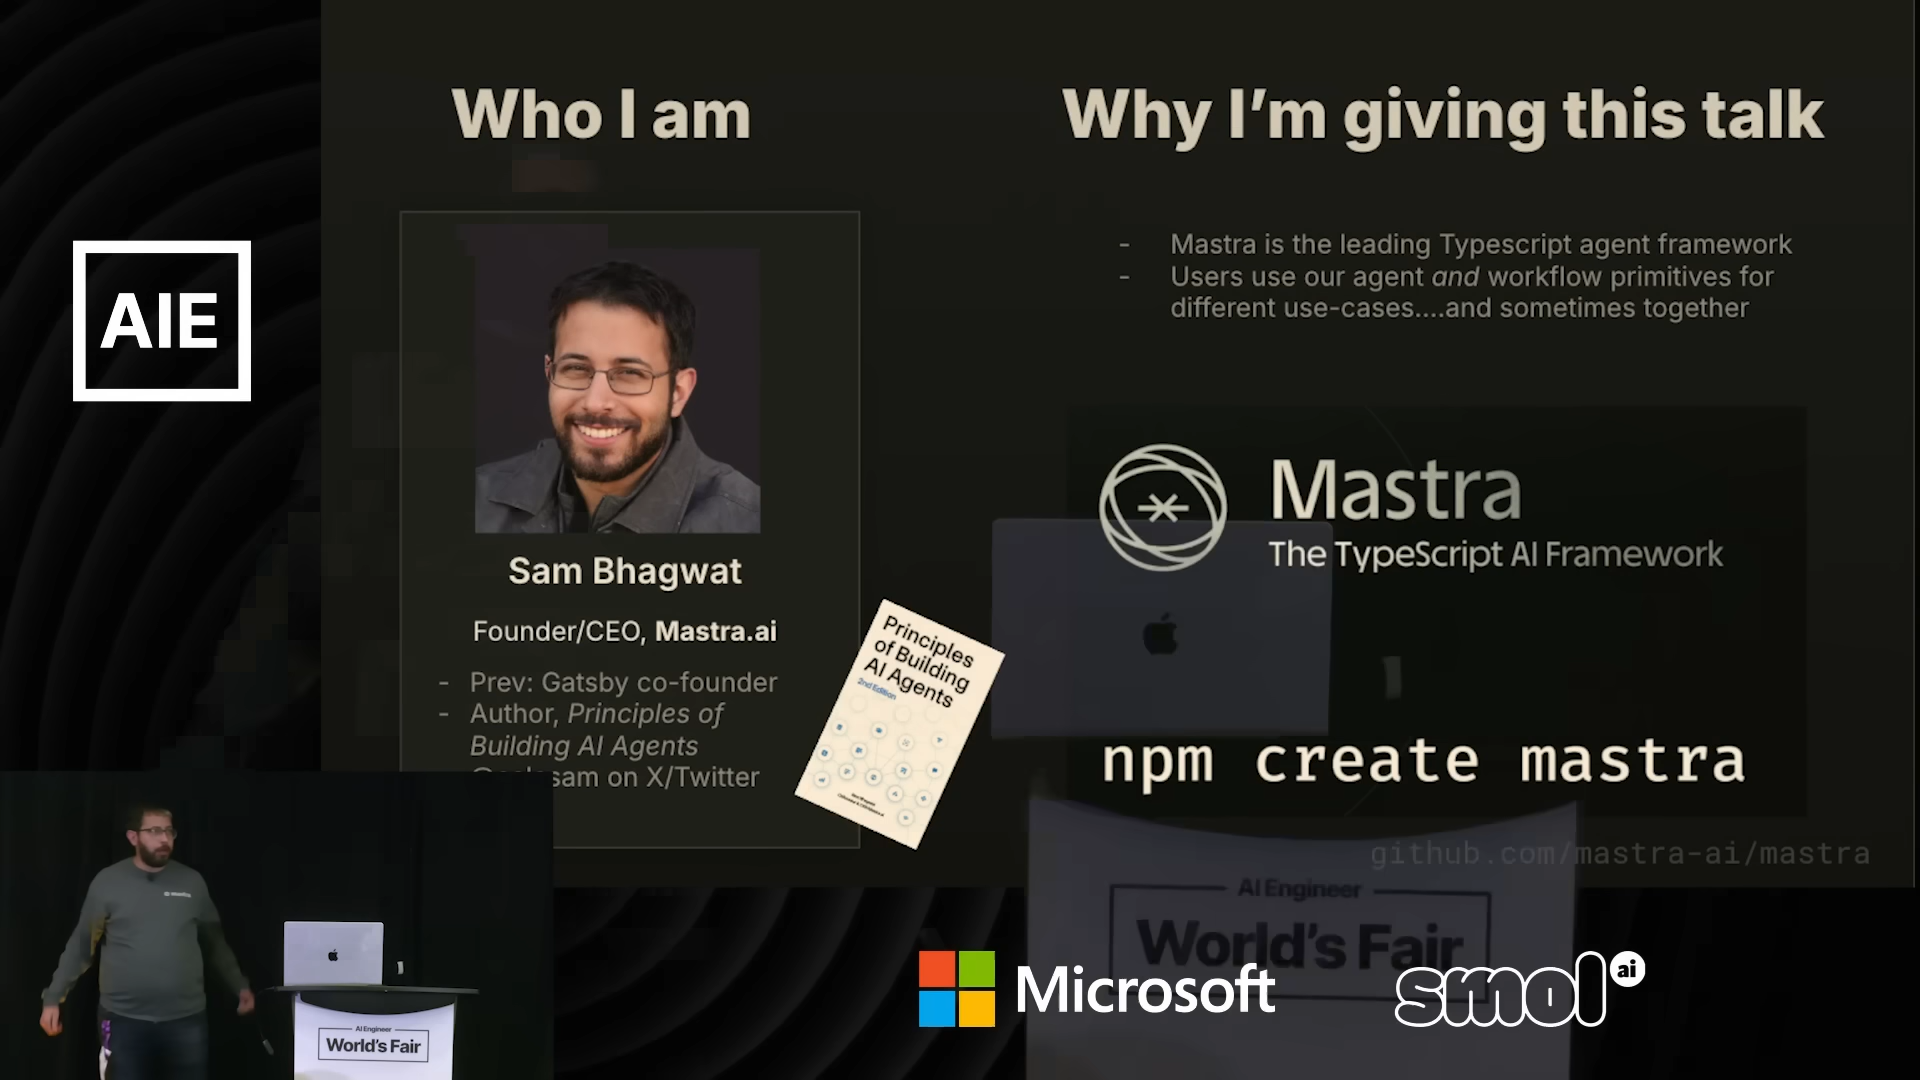 Who I am
Why I’m giving this talk
AIE
- Mastra is the leading Typescript agent framework
- Users use our agent and workflow primitives for
different use-cases....and sometimes together
Mastra
The TypeScript AI Framework
Sam Bhagwat
Founder/CEO, Mastra.ai
- Prev: Gatsby co-founder
- Author, Principles of
Building AI Agents
sam on X/Twitter
Principles
of Building
AI Agents
2nd Edition
npm create mastra
github.com/mastra-ai/mastra
AI Engineer
World’s Fair
mastra
AI Engineer
World’s Fair
Microsoft
smol ai